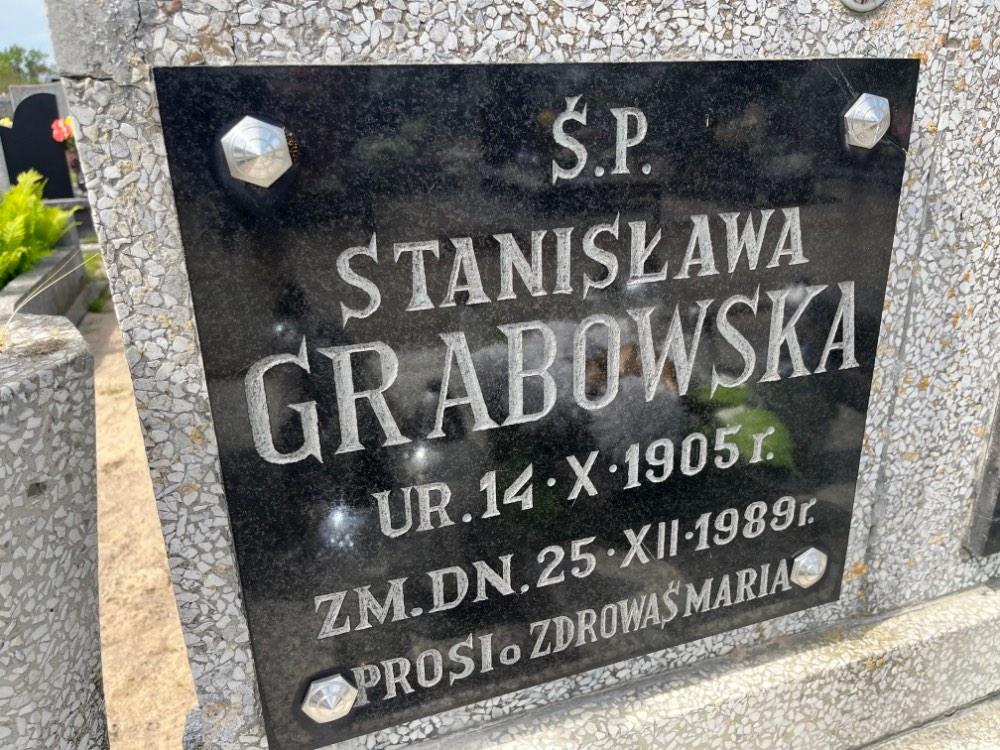 Ś.P.
STANISŁAWA
GRABOWSKA
UR. 14·X·1905 r.
ZM. DN. 25·XII·1989 r.
PROSI o ZDROWAŚ MARIA